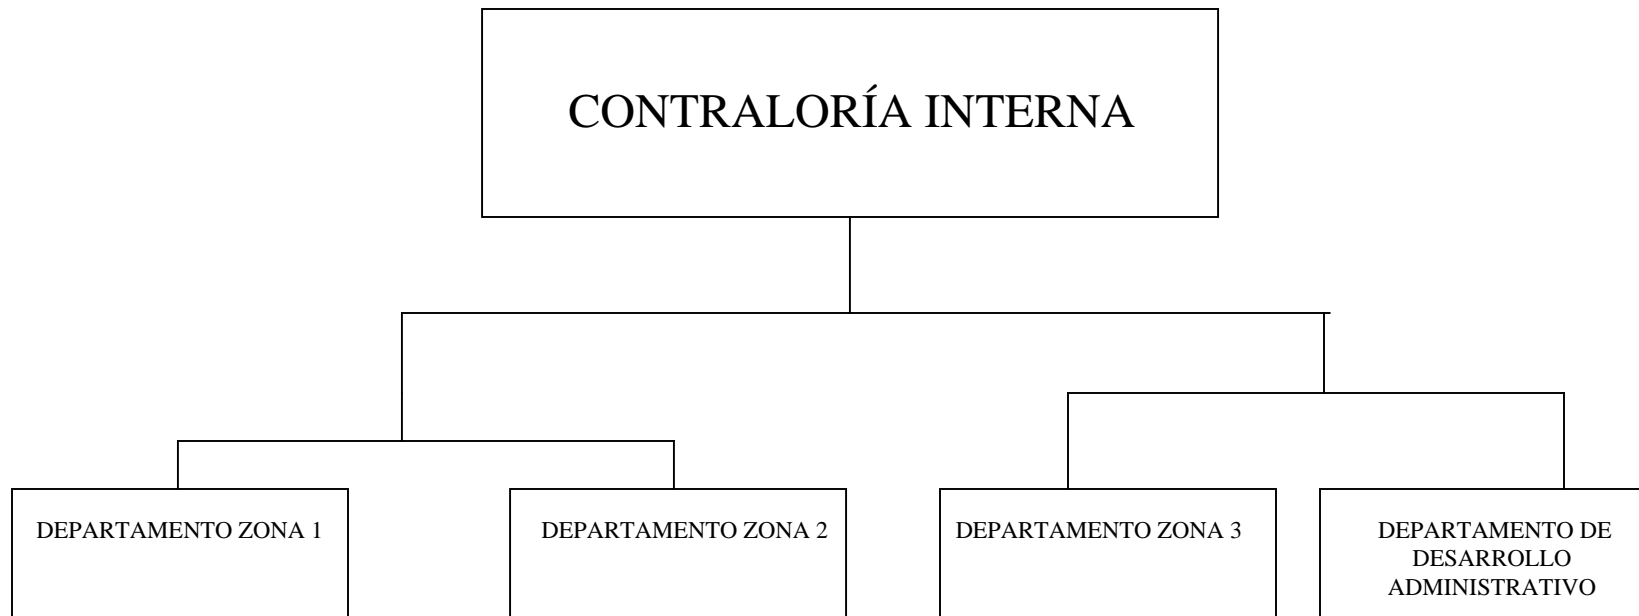 CONTRALORÍA INTERNA
DEPARTAMENTO ZONA 1
DEPARTAMENTO ZONA 2
DEPARTAMENTO ZONA 3
DEPARTAMENTO DE
DESARROLLO
ADMINISTRATIVO